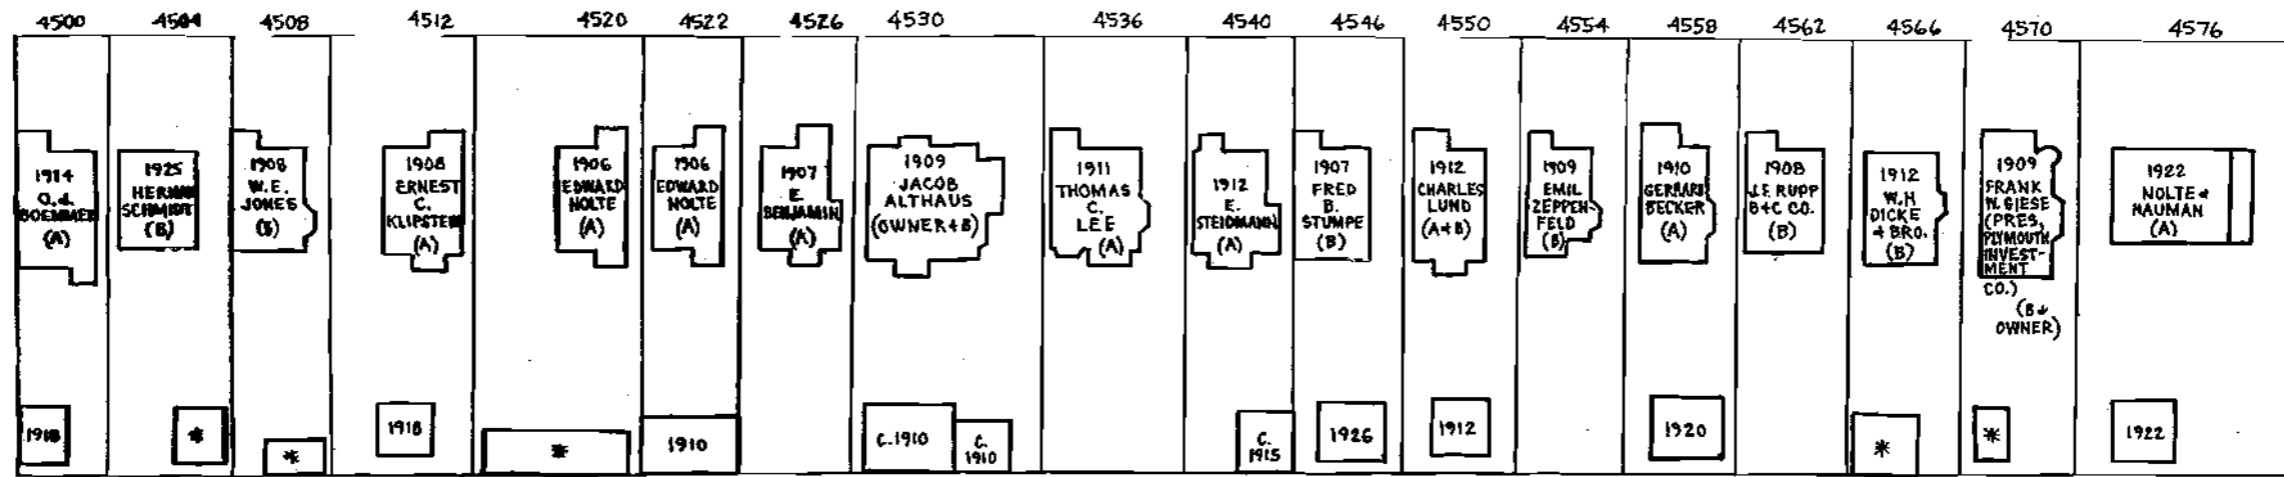 4500 4504 4508 4512 4520 4522 4526 4530 4536 4540 4546 4550 4554 4558 4562 4566 4570 4576
1914
O.J.
BOEHMER
(A)
1925
HERMAN
SCHMIDT
(B)
1908
W.E.
JONES
(B)
1908
ERNEST
C.
KLIPSTEIN
(A)
1906
EDWARD
NOLTE
(A)
1906
EDWARD
NOLTE
(A)
1907
E.
BENJAMIN
(A)
1909
JACOB
ALTHAUS
(OWNER+B)
1911
THOMAS
C.
LEE
(A)
1912
E.
STEIDMANN
(A)
1907
FRED
B.
STUMPE
(B)
1912
CHARLES
LUND
(A+B)
1909
EMIL
ZEPPEN-
FELD
(B)
1910
GERHARD
BECKER
(A)
1908
J.F. RUPP
B+C CO.
(B)
1912
W.H
DICKE
+ BRO.
(B)
1909
FRANK
W. GIESE
(PRES,
PLYMOUTH
INVEST-
MENT
CO.)
(B+
OWNER)
1922
NOLTE+
NAUMAN
(A)
1918
*
*
1918
*
1910
C.1910
C.
1910
C.
1915
1926
1912
1920
*
*
1922